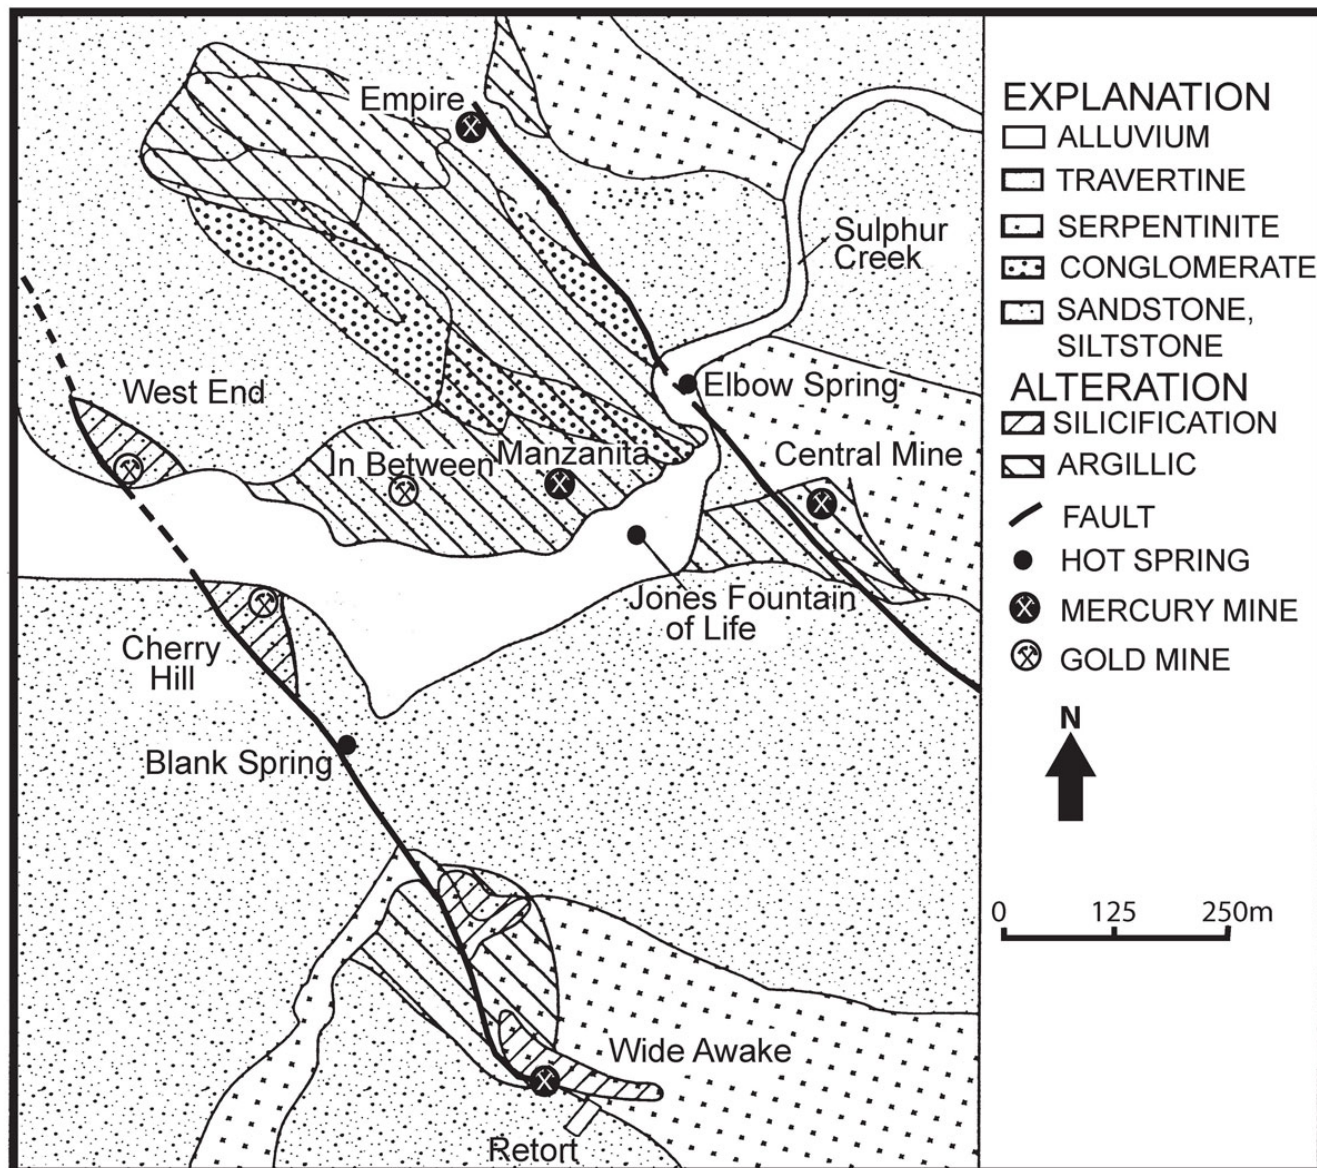 Empire
Sulphur
Creek
West End
Elbow Spring
In Between
Manzanita
Central Mine
Jones Fountain
of Life
Cherry
Hill
Blank Spring
Wide Awake
Retort
EXPLANATION
ALLUVIUM
TRAVERTINE
SERPENTINITE
CONGLOMERATE
SANDSTONE,
SILTSTONE
ALTERATION
SILICIFICATION
ARGILLIC
FAULT
HOT SPRING
MERCURY MINE
GOLD MINE
N
0 125 250m